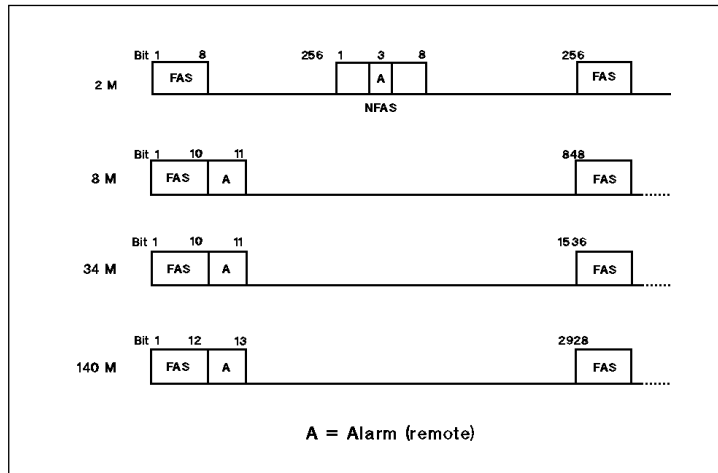 Bit 1 8 256 1 3 8 256
2 M FAS A FAS
NFAS
Bit 1 10 11 848
8 M FAS A FAS
Bit 1 10 11 1536
34 M FAS A FAS
Bit 1 12 13 2928
140 M FAS A FAS
A = Alarm (remote)